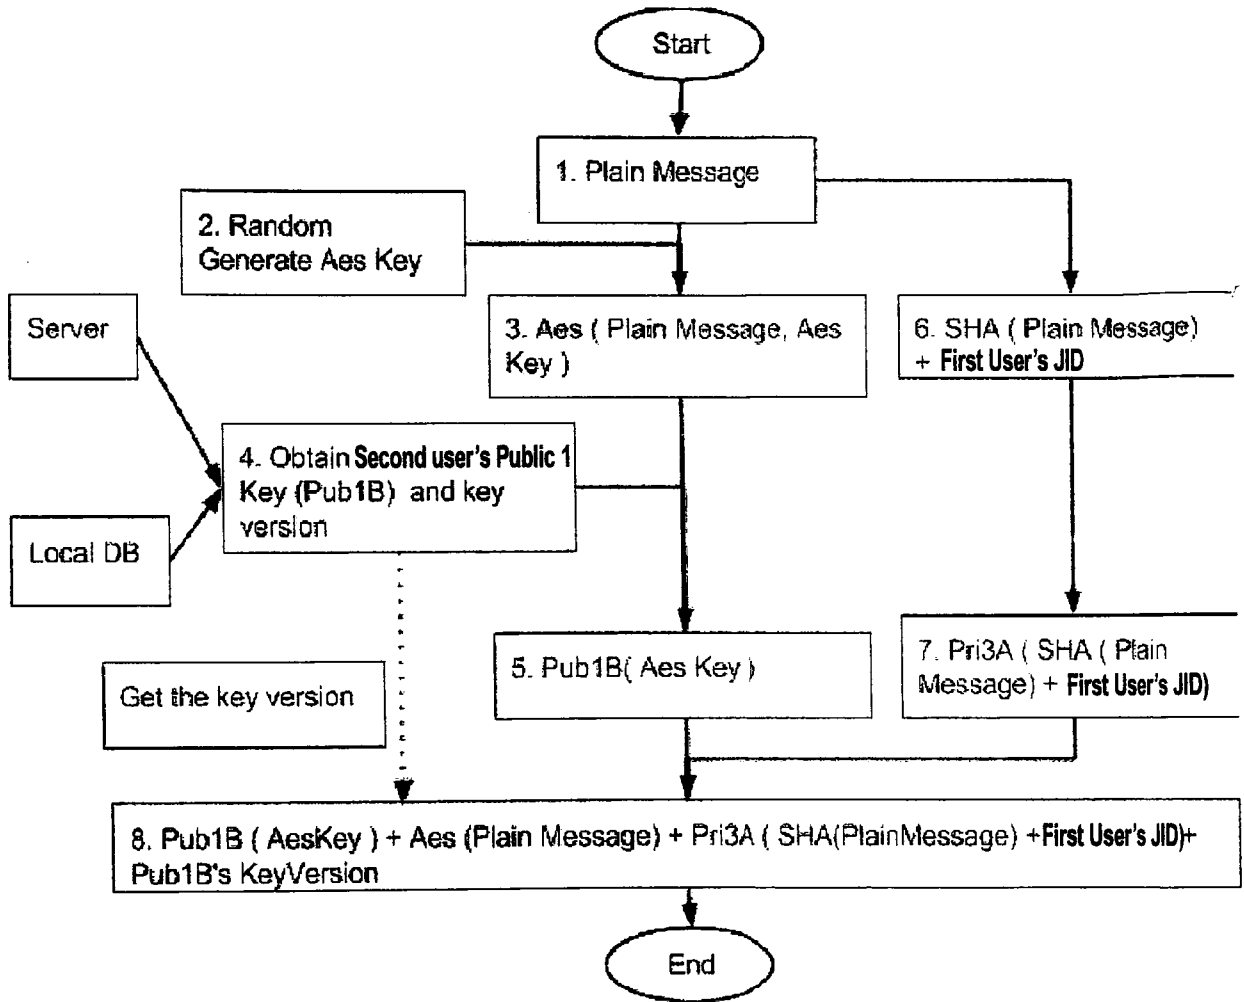 Start
1. Plain Message
2. Random
Generate Aes Key
Server
3. Aes ( Plain Message, Aes
Key )
6. SHA ( Plain Message)
+ First User's JID
4. Obtain Second user's Public 1
Key (Pub1B) and key
version
Local DB
5. Pub1B( Aes Key )
7. Pri3A ( SHA ( Plain
Message) + First User's JID)
Get the key version
8. Pub1B ( AesKey ) + Aes (Plain Message) + Pri3A ( SHA(PlainMessage) +First User's JID)+
Pub1B's KeyVersion
End